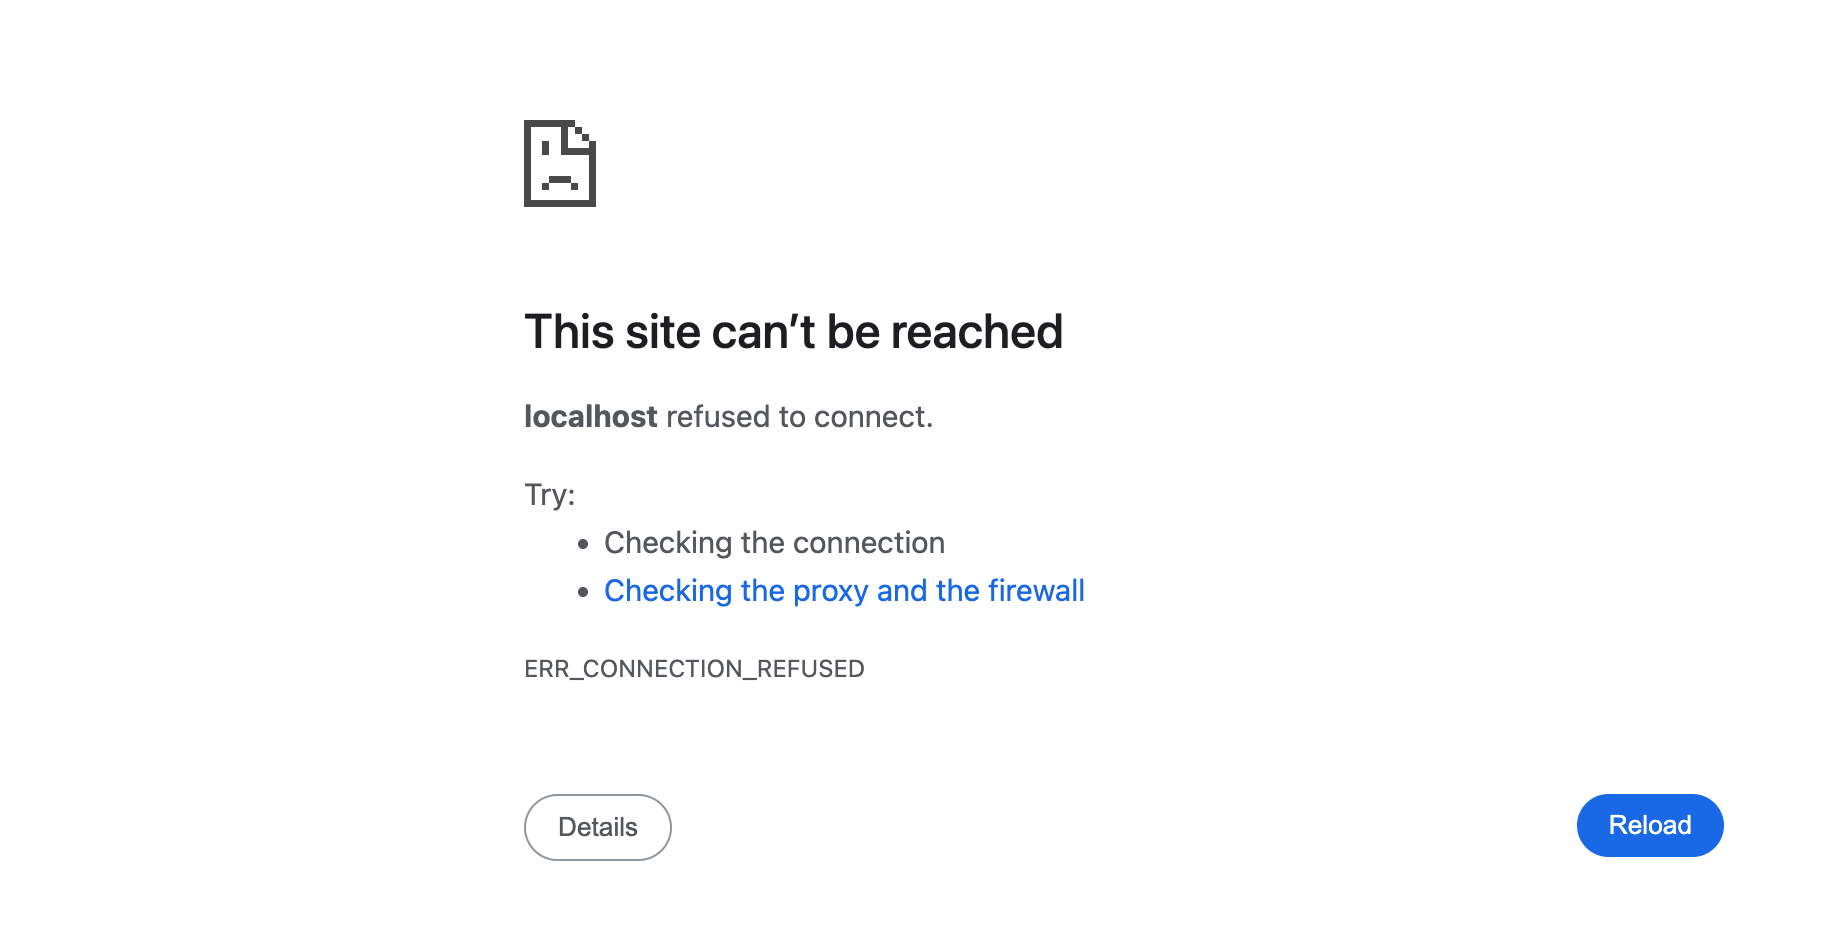 This site can’t be reached
localhost refused to connect.
Try:
• Checking the connection
• Checking the proxy and the firewall
ERR_CONNECTION_REFUSED
Details
Reload